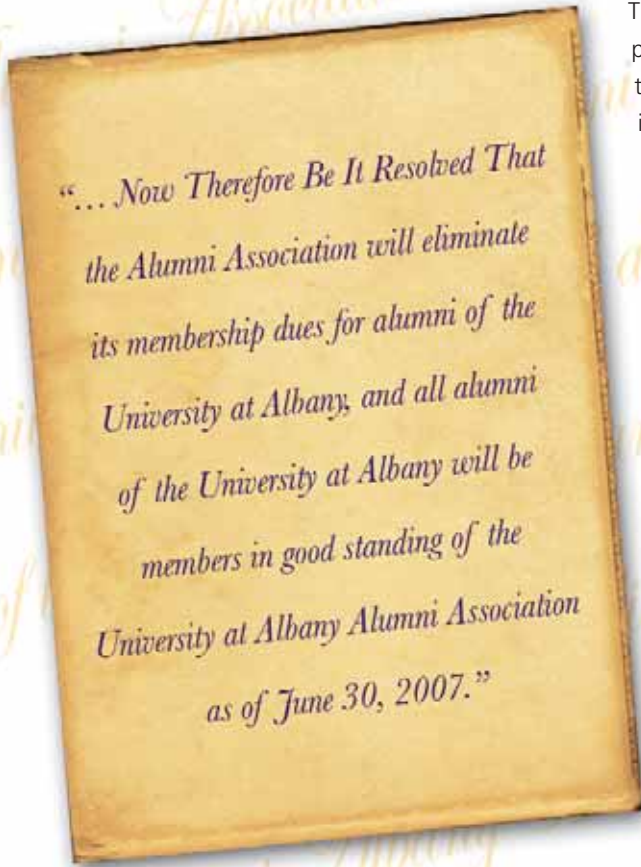 “… Now Therefore Be It Resolved That
the Alumni Association will eliminate
its membership dues for alumni of the
University at Albany, and all alumni
of the University at Albany will be
members in good standing of the
University at Albany Alumni Association
as of June 30, 2007.”